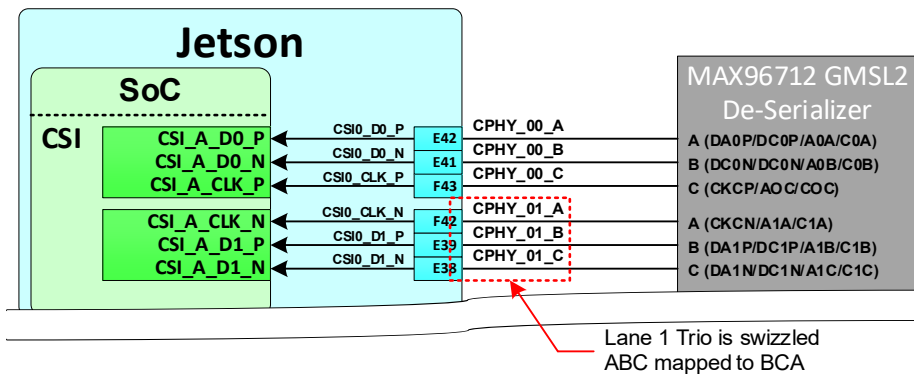 Jetson
SoC
CSI
MAX96712 GMSL2
De-Serializer
CSI_A_D0_P CSI0_D0_P E42 CPHY_00_A A (DA0P/DC0P/A0A/C0A)
CSI_A_D0_N CSI0_D0_N E41 CPHY_00_B B (DC0N/DC0N/A0B/C0B)
CSI_A_CLK_P CSI0_CLK_P F43 CPHY_00_C C (CKCP/AOC/COC)
CSI_A_CLK_N CSI0_CLK_N F42 CPHY_01_A A (CKCN/A1A/C1A)
CSI_A_D1_P CSI0_D1_P E39 CPHY_01_B B (DA1P/DC1P/A1B/C1B)
CSI_A_D1_N CSI0_D1_N E38 CPHY_01_C C (DA1N/DC1N/A1C/C1C)
Lane 1 Trio is swizzled
ABC mapped to BCA